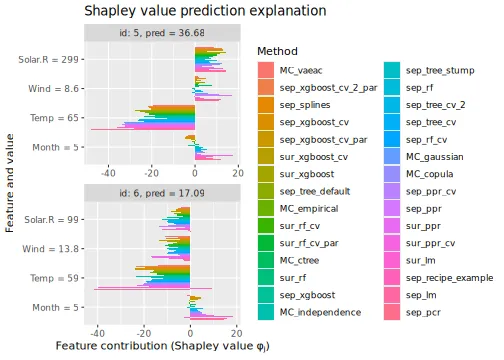 Shapley value prediction explanation
id: 5, pred = 36.68
Solar.R = 299
Wind = 8.6
Temp = 65
Month = 5
-40 -20 0 20
id: 6, pred = 17.09
Solar.R = 99
Wind = 13.8
Temp = 59
Month = 5
-40 -20 0 20
Feature contribution (Shapley value φj)
Feature and value
Method
MC_vaeac
sep_xgboost_cv_2_par
sep_splines
sep_xgboost_cv
sep_xgboost_cv_par
sur_xgboost_cv
sur_xgboost
sep_tree_default
MC_empirical
sur_rf_cv
sur_rf_cv_par
MC_ctree
sur_rf
sep_xgboost
MC_independence
sep_tree_stump
sep_rf
sep_tree_cv_2
sep_tree_cv
sep_rf_cv
MC_gaussian
MC_copula
sep_ppr_cv
sep_ppr
sur_ppr
sur_ppr_cv
sur_lm
sep_recipe_example
sep_lm
sep_pcr